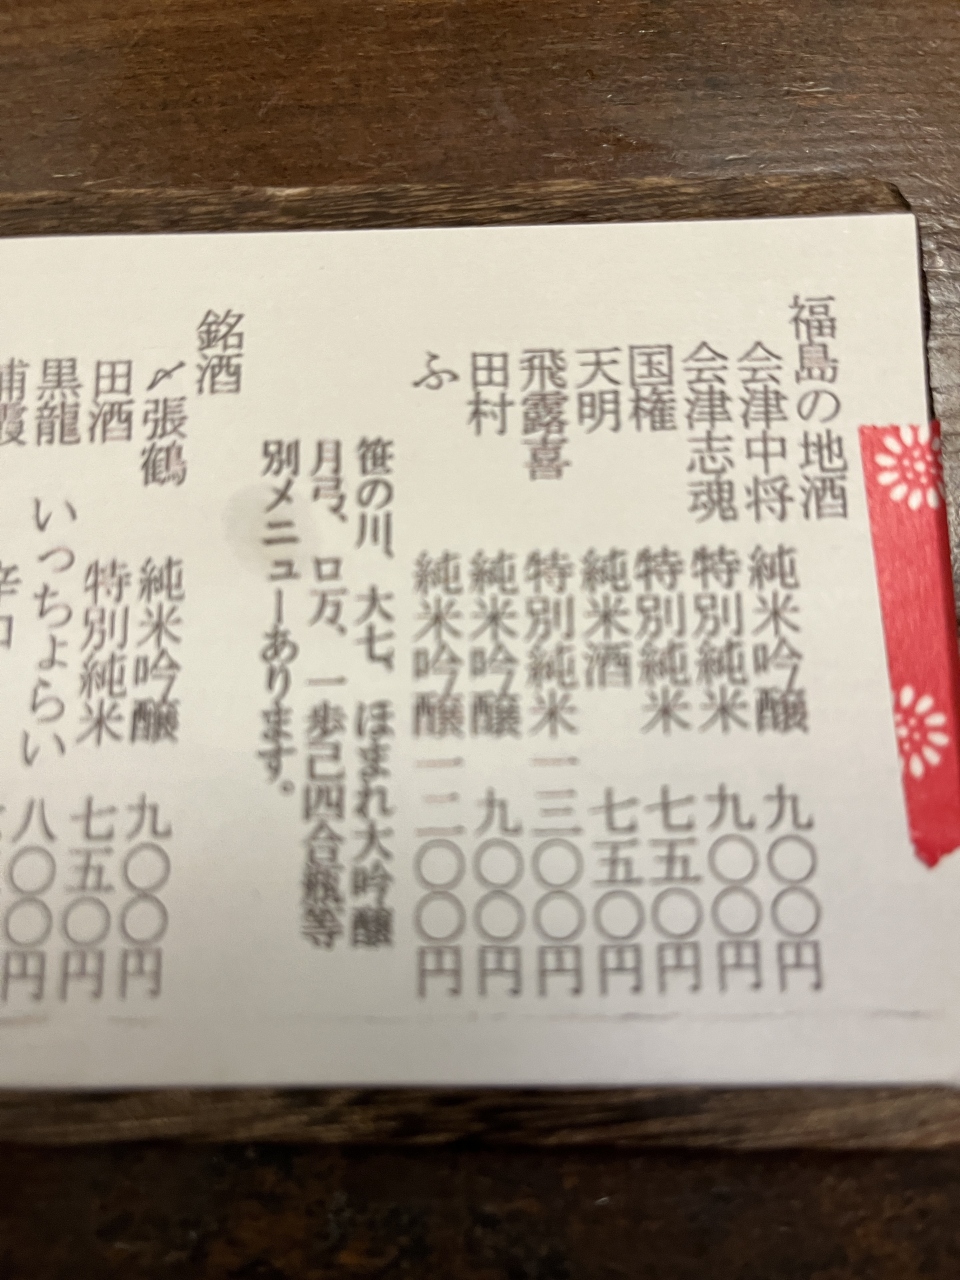 福島の地酒
会津中将 純米吟醸 九〇〇円
会津志魂 特別純米 九〇〇円
国権 特別純米 七五〇円
天明 純米酒 七五〇円
飛露喜 特別純米 一三〇〇円
田村 純米吟醸 九〇〇円
ふ 純米吟醸 一二〇〇円
笹の川、大七、ほまれ大吟醸
月弓、ロ万、一歩己四合瓶等
別メニューあります。
銘酒
〆張鶴 純米吟醸 九〇〇円
田酒 特別純米 七五〇円
黒龍 いっちょらい 八〇〇円
浦霞 辛口